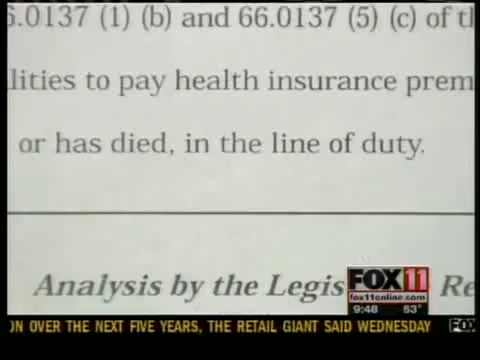 6.0137 (1) (b) and 66.0137 (5) (c) of
lities to pay health insurance prem
or has died, in the line of duty.
Analysis by the Legis Re
FOX 11
fox11online.com
9:48 53°
ON OVER THE NEXT FIVE YEARS, THE RETAIL GIANT SAID WEDNESDAY FOX